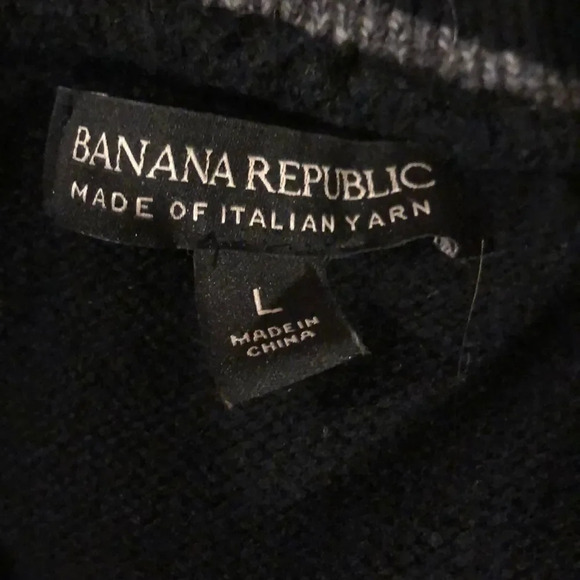 BANANA REPUBLIC
MADE OF ITALIAN YARN
L
MADE IN
CHINA